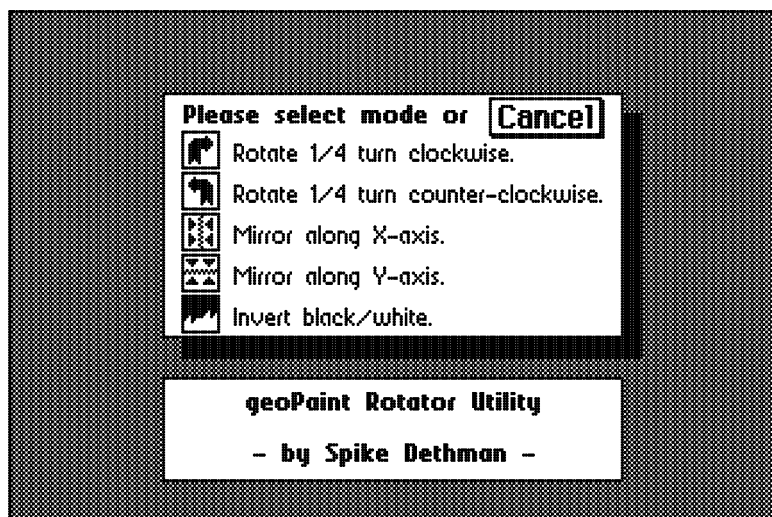 Please select mode or Cancel
Rotate 1/4 turn clockwise.
Rotate 1/4 turn counter-clockwise.
Mirror along X-axis.
Mirror along Y-axis.
Invert black/white.
geoPaint Rotator Utility
- by Spike Dethman -